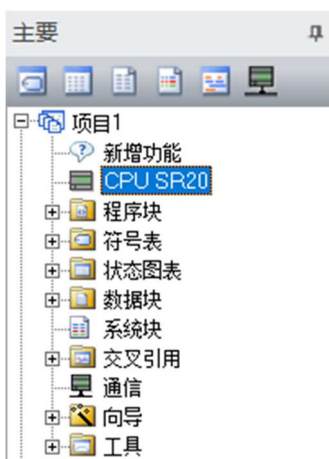 主要
项目1
新增功能
CPU SR20
程序块
符号表
状态图表
数据块
系统块
交叉引用
通信
向导
工具